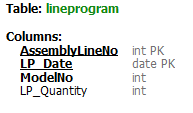 Table: lineprogram
Columns:
AssemblyLineNo int PK
LP_Date date PK
ModelNo int
LP_Quantity int